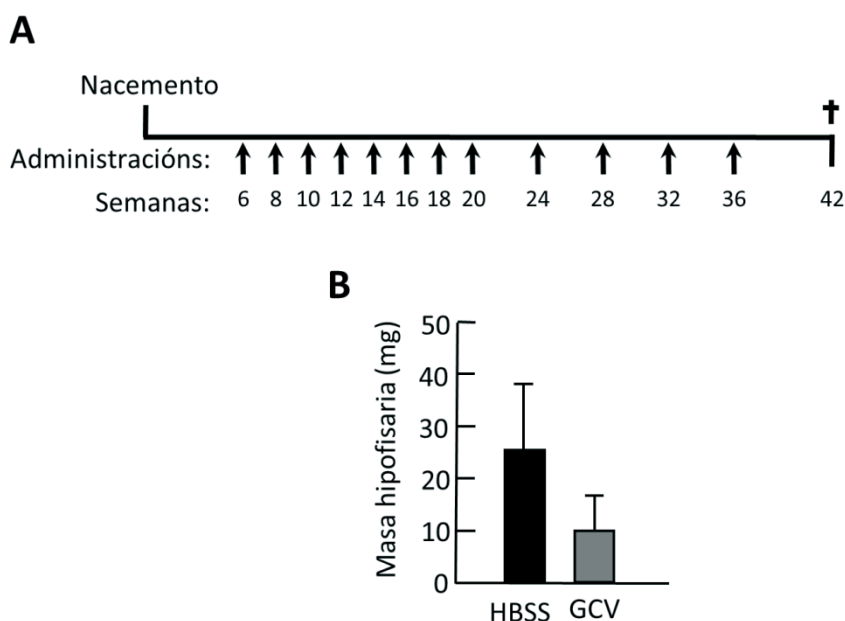 A
Nacemento
✝
Administracións:
Semanas: 6 8 10 12 14 16 18 20 24 28 32 36 42
B
Masa hipofisaria (mg)
50
40
30
20
10
0
HBSS GCV